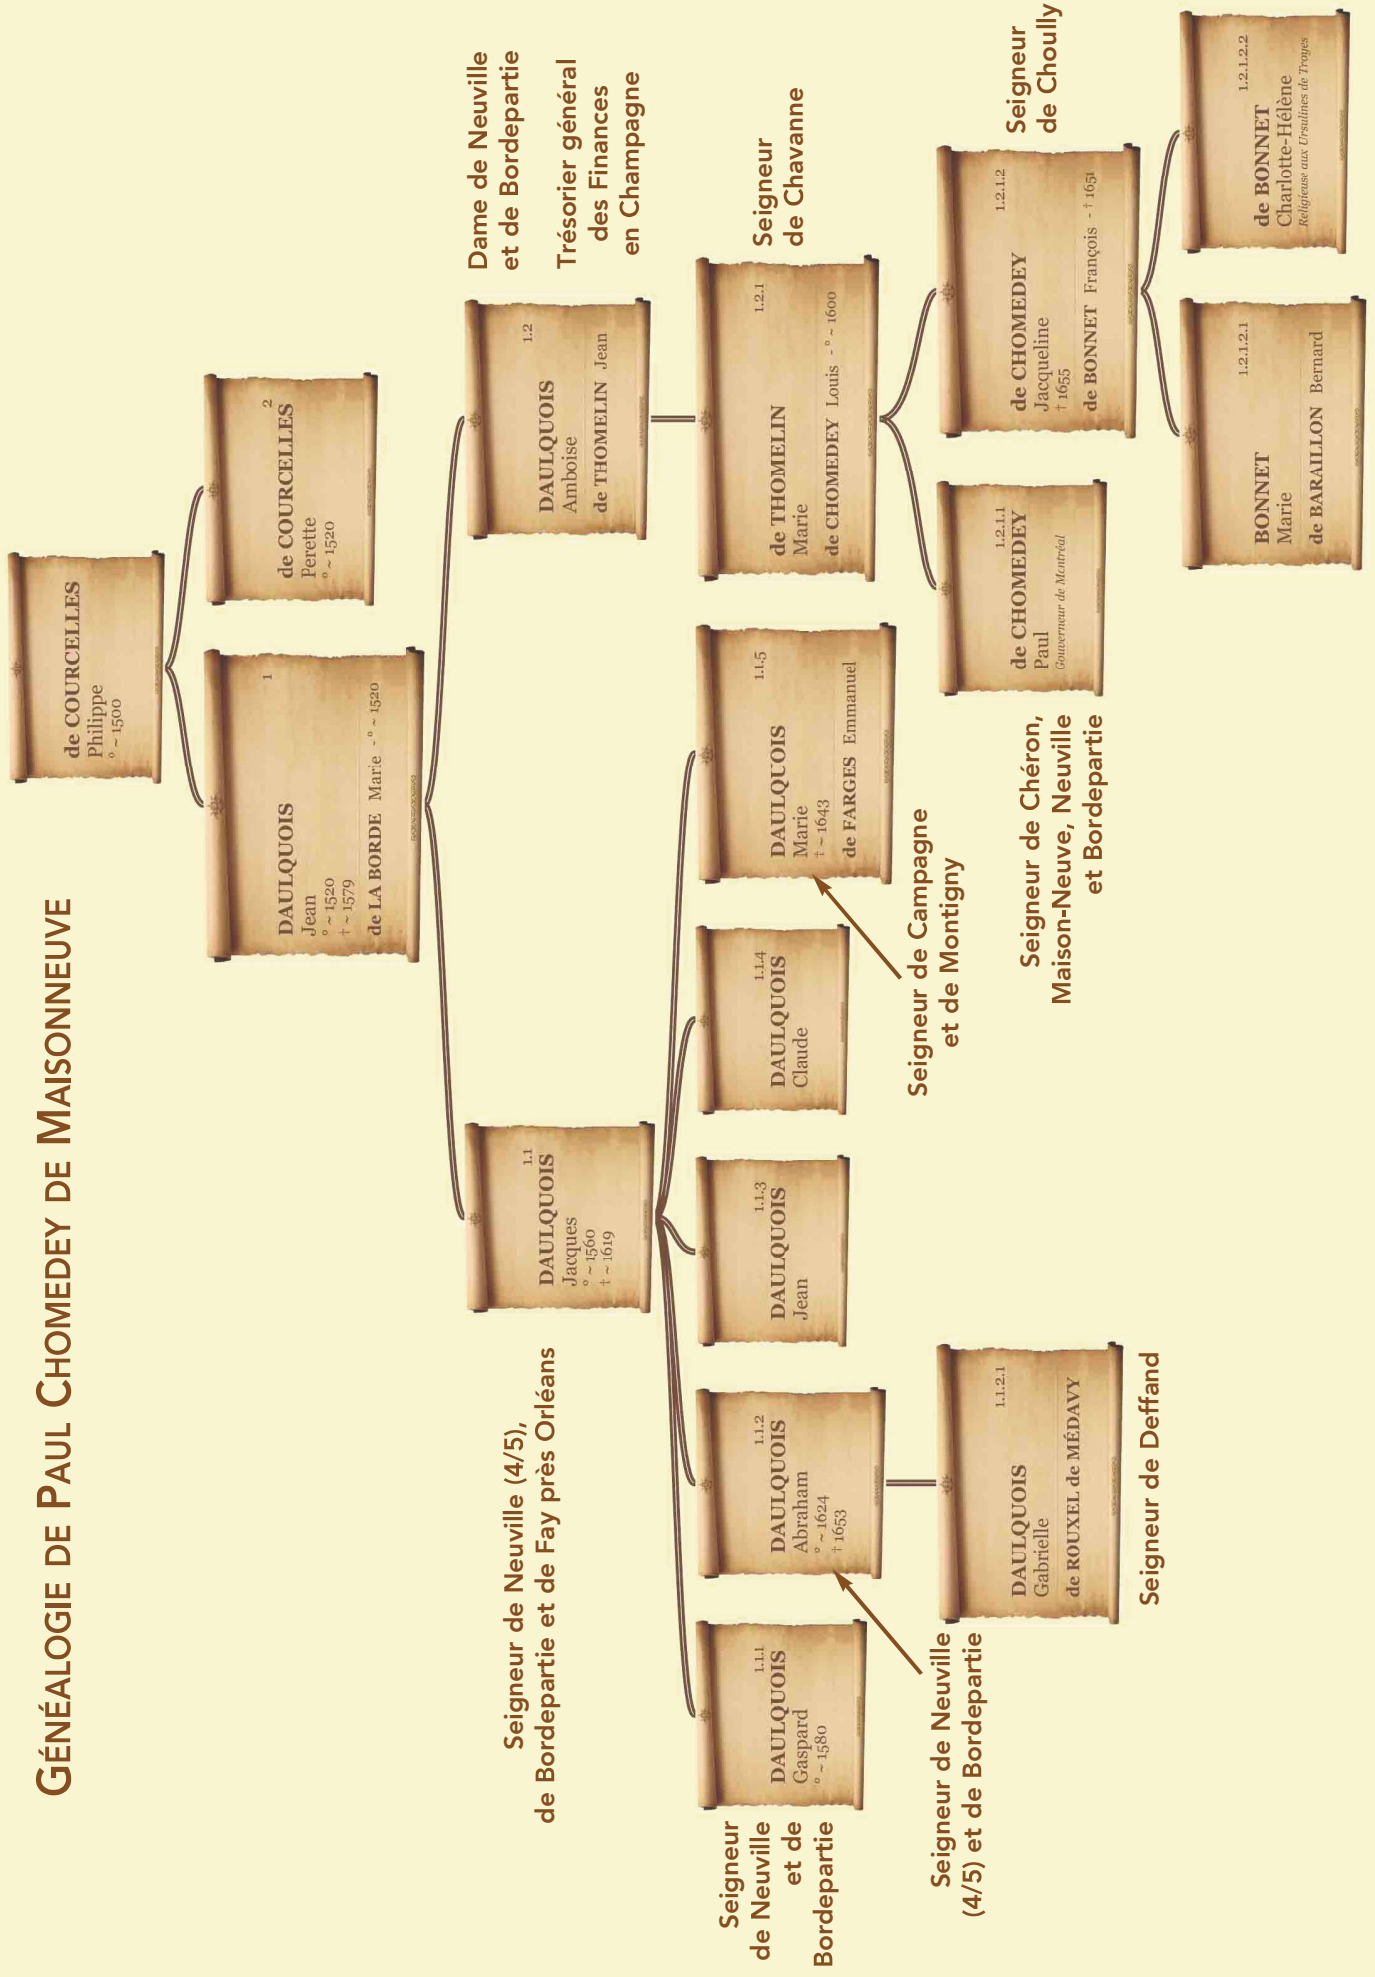 GÉNÉALOGIE DE PAUL CHOMEDEY DE MAISONNEUVE
de COURCELLES
Philippe
° ~ 1500
1
DAULQUOIS
Jean
° ~ 1520
† ~ 1579
de LA BORDE Marie - ° ~ 1520
2
de COURCELLES
Perette
° ~ 1520
Seigneur de Neuville (4/5),
de Bordepartie et de Fay près Orléans
1.1
DAULQUOIS
Jacques
° ~ 1560
† ~ 1619
1.2
DAULQUOIS
Amboise
de THOMELIN Jean
Dame de Neuville
et de Bordepartie
Trésorier général
des Finances
en Champagne
Seigneur
de Neuville
et de
Bordepartie
1.1.1
DAULQUOIS
Gaspard
° ~ 1580
1.1.2
DAULQUOIS
Abraham
° ~ 1624
† 1653
1.1.3
DAULQUOIS
Jean
1.1.4
DAULQUOIS
Claude
1.1.5
DAULQUOIS
Marie
† ~ 1643
de FARGES Emmanuel
1.2.1
de THOMELIN
Marie
de CHOMEDEY Louis - ° ~ 1600
Seigneur
de Chavanne
Seigneur de Neuville
(4/5) et de Bordepartie
Seigneur de Campagne
et de Montigny
1.1.2.1
DAULQUOIS
Gabrielle
de ROUXEL de MÉDAVY
Seigneur de Deffand
Seigneur de Chéron,
Maison-Neuve, Neuville
et Bordepartie
1.2.1.1
de CHOMEDEY
Paul
Gouverneur de Montréal
1.2.1.2
de CHOMEDEY
Jacqueline
† 1655
de BONNET François - † 1651
Seigneur
de Choully
1.2.1.2.1
BONNET
Marie
de BARAILLON Bernard
1.2.1.2.2
de BONNET
Charlotte-Hélène
Religieuse aux Ursulines de Troyes